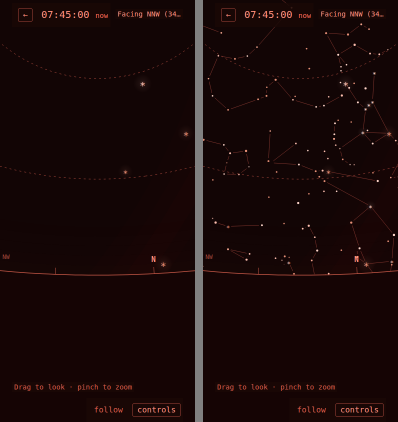 ← 07:45:00 now Facing NNW (34…
NW
N
Drag to look · pinch to zoom
follow controls
← 07:45:00 now Facing NNW (34…
NW
N
Drag to look · pinch to zoom
follow controls